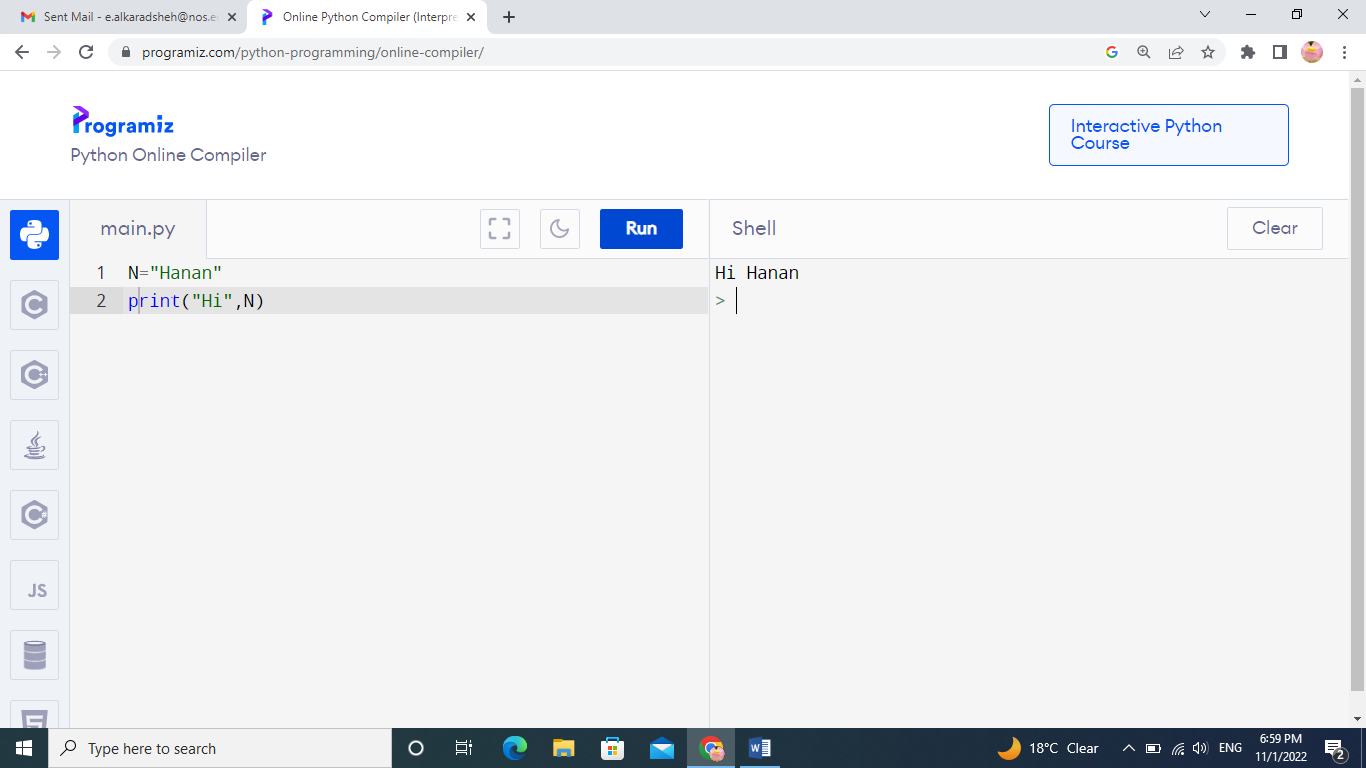 Sent Mail - e.alkaradsheh@nos.e
Online Python Compiler (Interpre
programiz.com/python-programming/online-compiler/
Programiz
Python Online Compiler
Interactive Python
Course
main.py
Run
Shell
Clear
1 N="Hanan"
2 print("Hi",N)
Hi Hanan
>
JS
Type here to search
18°C Clear
ENG
6:59 PM
11/1/2022
2